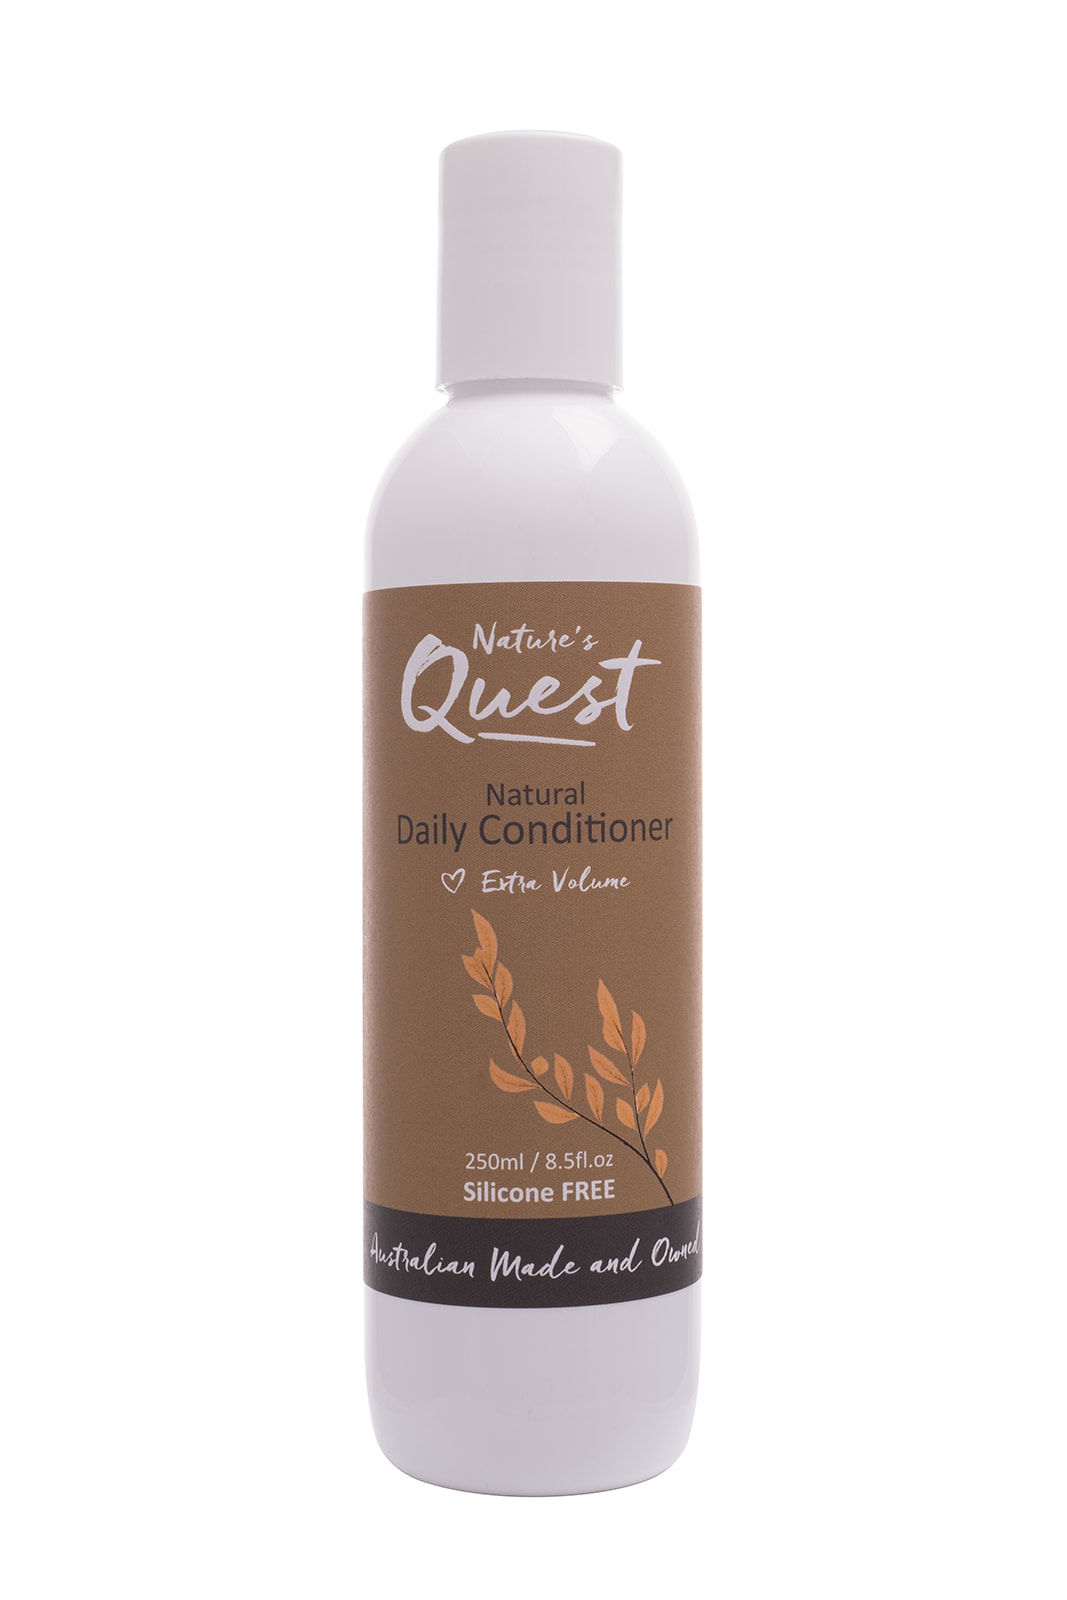 Nature's
Quest
Natural
Daily Conditioner
Extra Volume
250ml / 8.5fl.oz
Silicone FREE
Australian Made and Owned